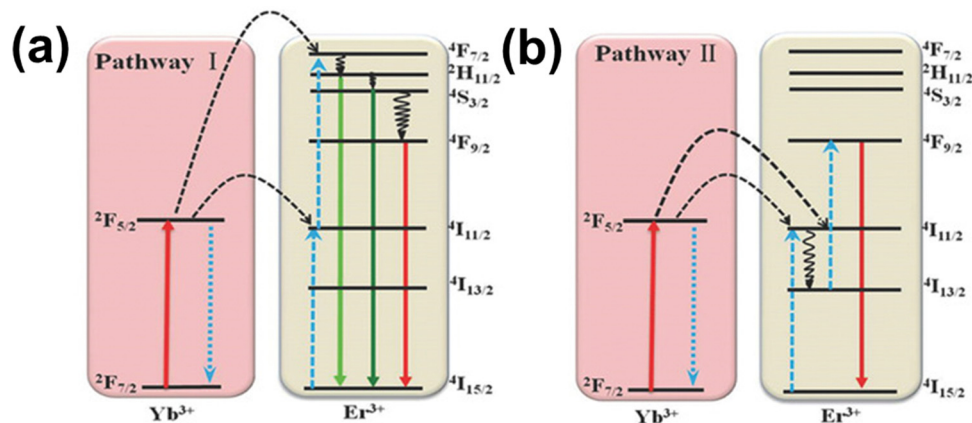 (a)
Pathway I
⁴F₇/₂
²H₁₁/₂
⁴S₃/₂
⁴F₉/₂
²F₅/₂
⁴I₁₁/₂
⁴I₁₃/₂
²F₇/₂
⁴I₁₅/₂
Yb³⁺
Er³⁺
(b)
Pathway II
⁴F₇/₂
²H₁₁/₂
⁴S₃/₂
⁴F₉/₂
²F₅/₂
⁴I₁₁/₂
⁴I₁₃/₂
²F₇/₂
⁴I₁₅/₂
Yb³⁺
Er³⁺